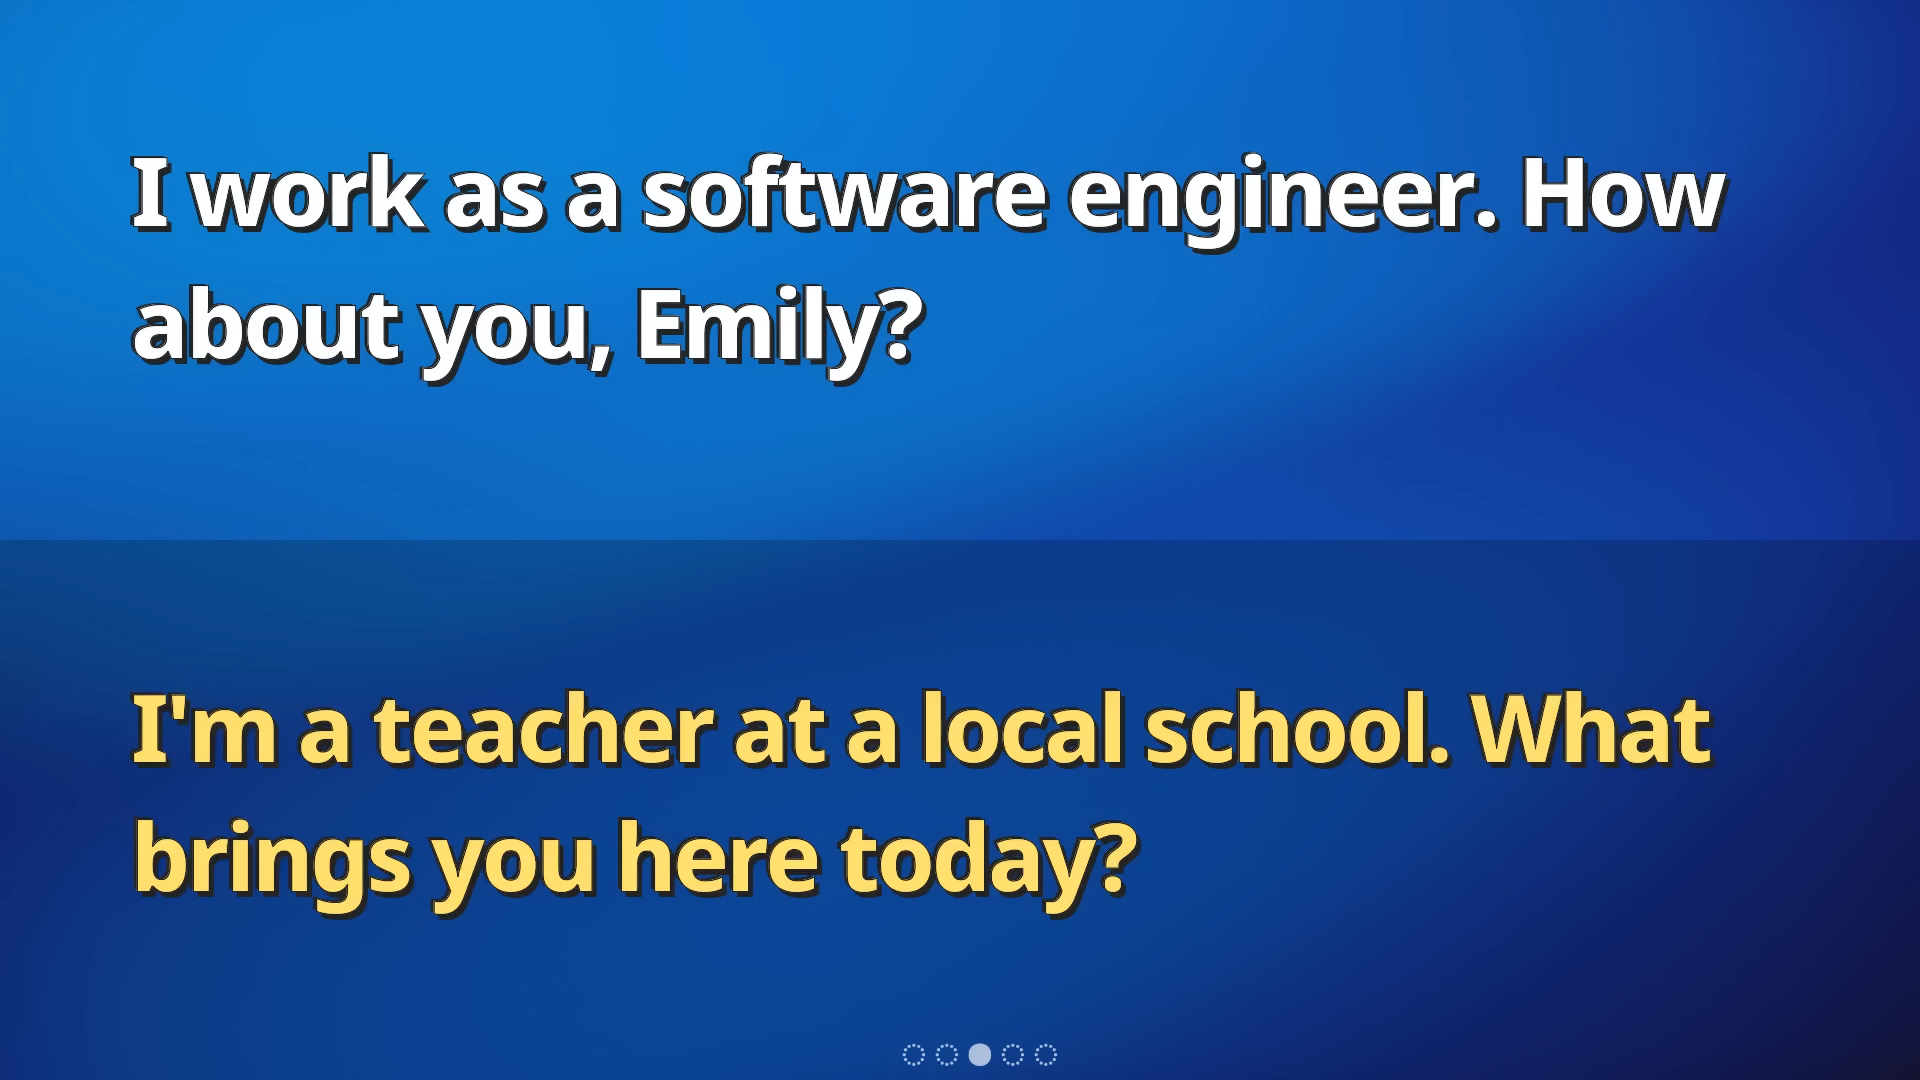 I work as a software engineer. How
about you, Emily?
I'm a teacher at a local school. What
brings you here today?